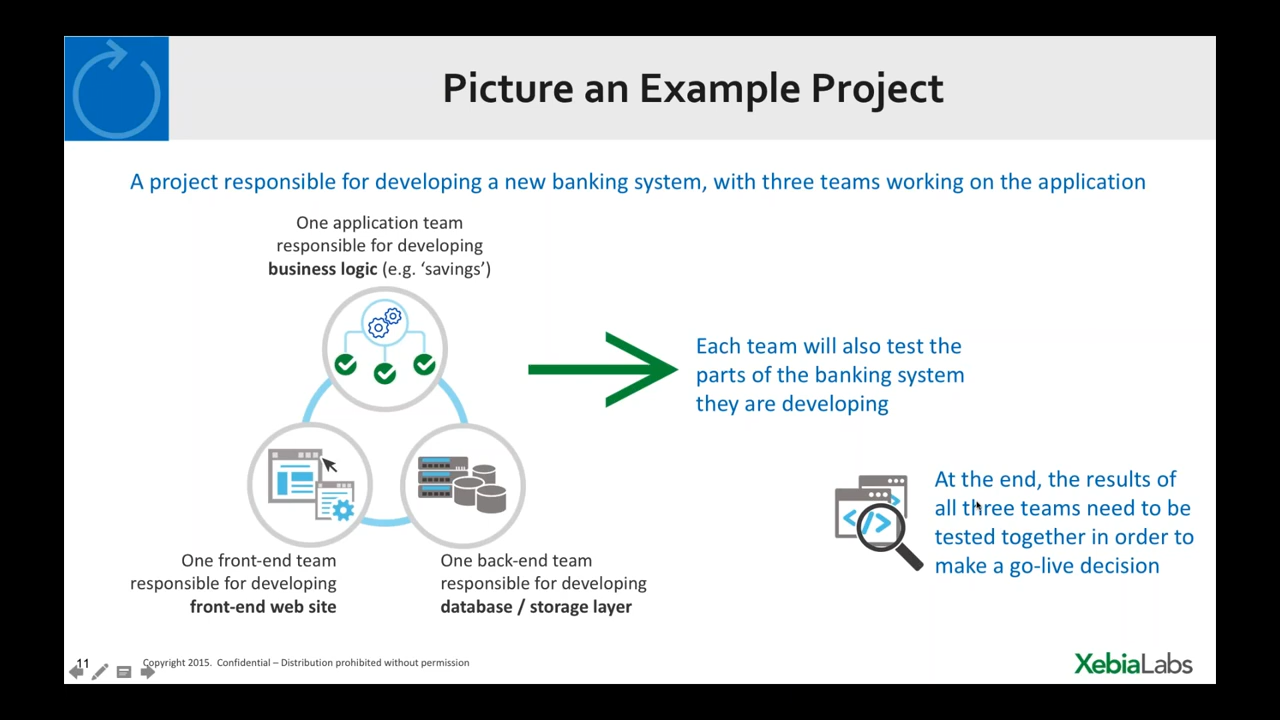 Picture an Example Project
A project responsible for developing a new banking system, with three teams working on the application
One application team
responsible for developing
business logic (e.g. ‘savings’)
Each team will also test the
parts of the banking system
they are developing
</>
At the end, the results of
all three teams need to be
tested together in order to
make a go-live decision
One front-end team
responsible for developing
front-end web site
One back-end team
responsible for developing
database / storage layer
11
Copyright 2015. Confidential – Distribution prohibited without permission
XebiaLabs